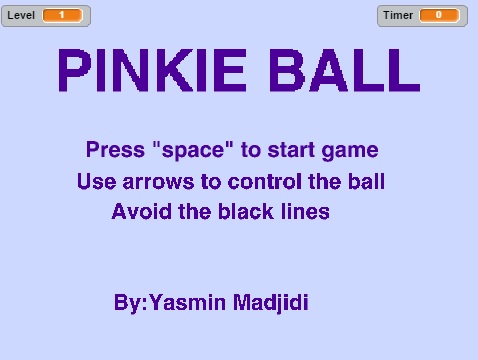 Level 1
Timer 0
PINKIE BALL
Press "space" to start game
Use arrows to control the ball
Avoid the black lines
By:Yasmin Madjidi